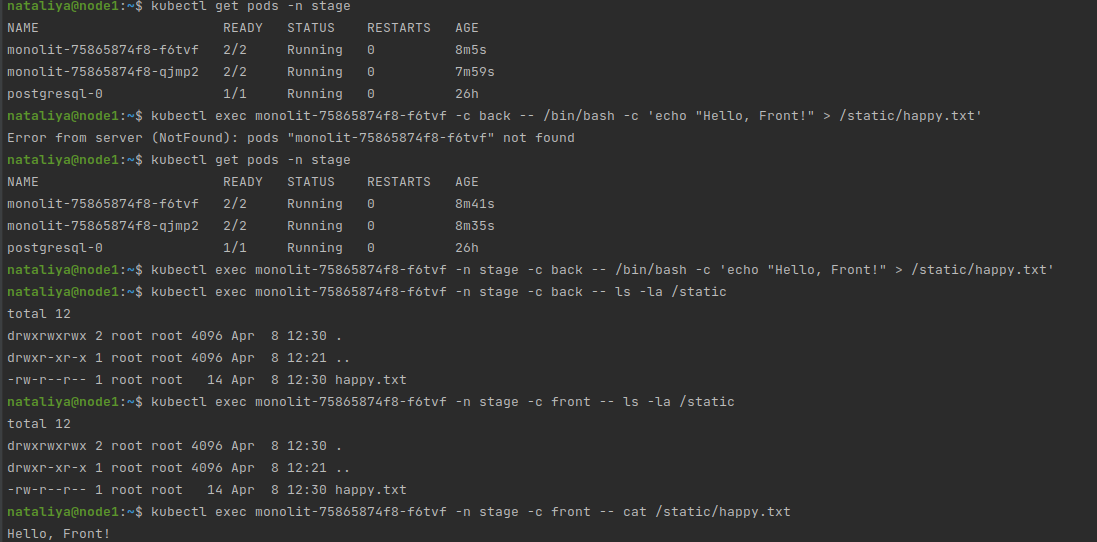 nataliya@node1:~$ kubectl get pods -n stage
NAME                       READY   STATUS    RESTARTS   AGE
monolit-75865874f8-f6tvf   2/2     Running   0          8m5s
monolit-75865874f8-qjmp2   2/2     Running   0          7m59s
postgresql-0               1/1     Running   0          26h
nataliya@node1:~$ kubectl exec monolit-75865874f8-f6tvf -c back -- /bin/bash -c 'echo "Hello, Front!" > /static/happy.txt'
Error from server (NotFound): pods "monolit-75865874f8-f6tvf" not found
nataliya@node1:~$ kubectl get pods -n stage
NAME                       READY   STATUS    RESTARTS   AGE
monolit-75865874f8-f6tvf   2/2     Running   0          8m41s
monolit-75865874f8-qjmp2   2/2     Running   0          8m35s
postgresql-0               1/1     Running   0          26h
nataliya@node1:~$ kubectl exec monolit-75865874f8-f6tvf -n stage -c back -- /bin/bash -c 'echo "Hello, Front!" > /static/happy.txt'
nataliya@node1:~$ kubectl exec monolit-75865874f8-f6tvf -n stage -c back -- ls -la /static
total 12
drwxrwxrwx 2 root root 4096 Apr  8 12:30 .
drwxr-xr-x 1 root root 4096 Apr  8 12:21 ..
-rw-r--r-- 1 root root   14 Apr  8 12:30 happy.txt
nataliya@node1:~$ kubectl exec monolit-75865874f8-f6tvf -n stage -c front -- ls -la /static
total 12
drwxrwxrwx 2 root root 4096 Apr  8 12:30 .
drwxr-xr-x 1 root root 4096 Apr  8 12:21 ..
-rw-r--r-- 1 root root   14 Apr  8 12:30 happy.txt
nataliya@node1:~$ kubectl exec monolit-75865874f8-f6tvf -n stage -c front -- cat /static/happy.txt
Hello, Front!